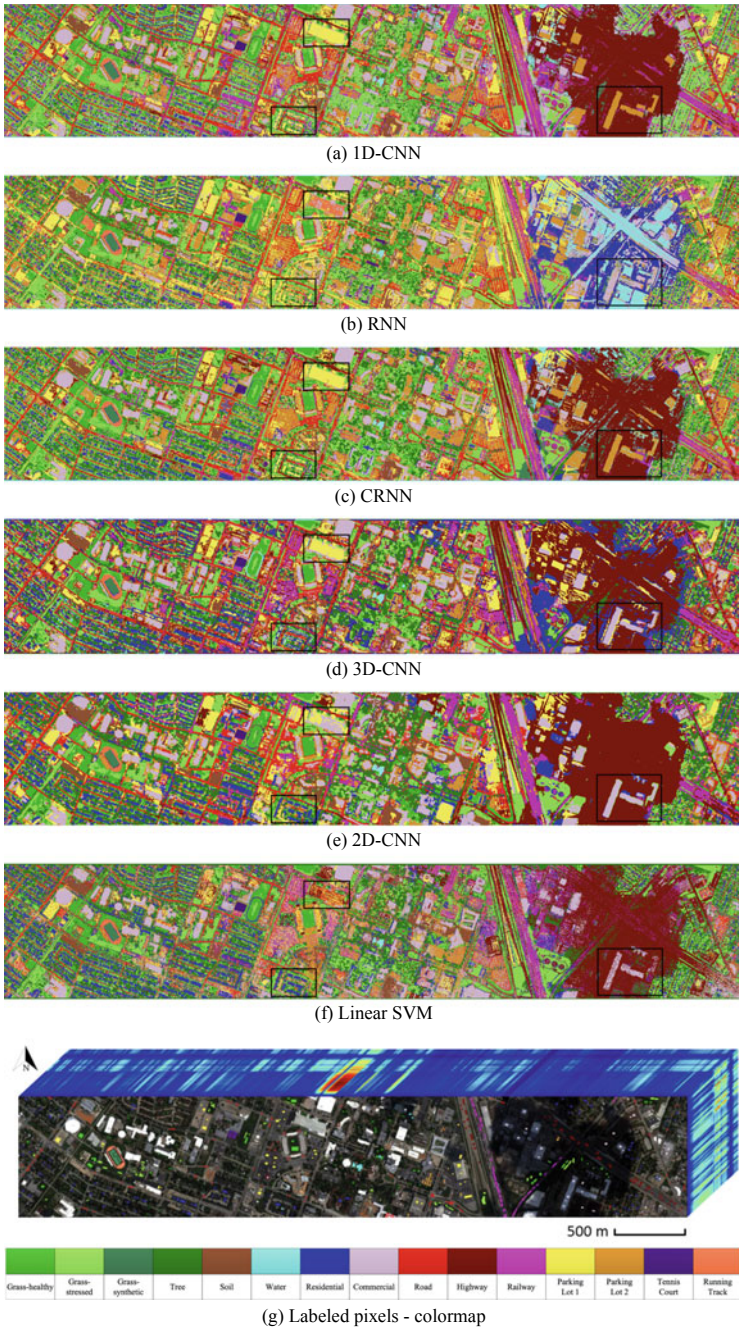 (a) 1D-CNN
(b) RNN
(c) CRNN
(d) 3D-CNN
(e) 2D-CNN
(f) Linear SVM
N
500 m
Grass-healthy
Grass-stressed
Grass-synthetic
Tree
Soil
Water
Residential
Commercial
Road
Highway
Railway
Parking Lot 1
Parking Lot 2
Tennis Court
Running Track
(g) Labeled pixels - colormap